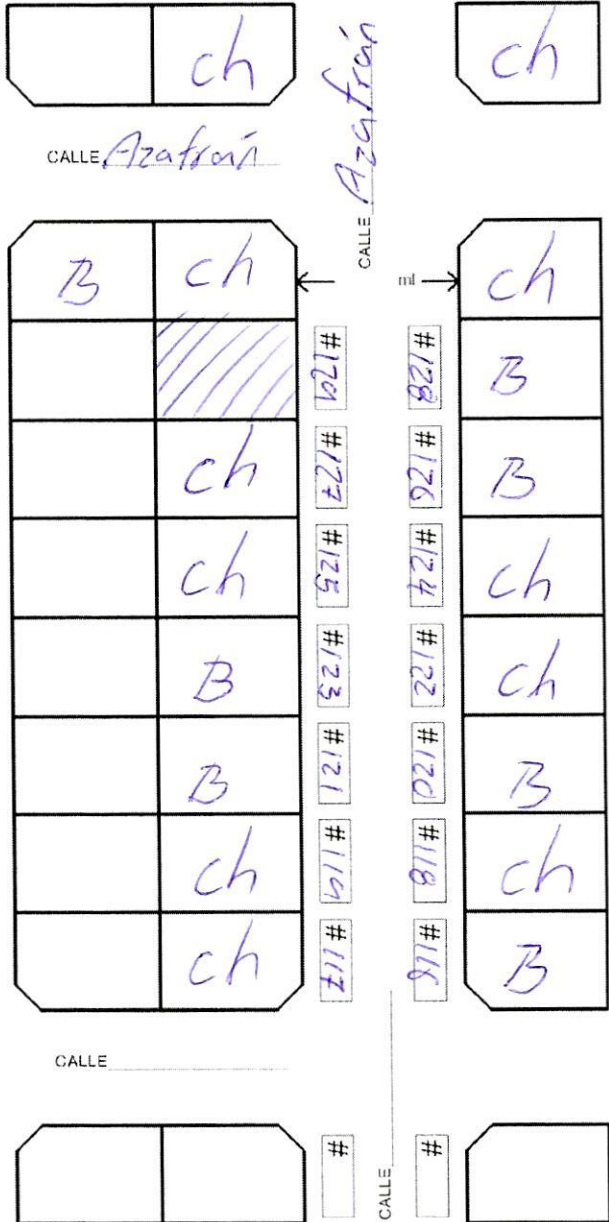 ch ch
CALLE Azafrán CALLE Azafrán
B ch ml ch
#129 #128 B
ch #127 #126 B
ch #125 #124 ch
B #123 #122 ch
B #121 #120 B
ch #119 #118 ch
ch #117 #116 B
CALLE
# CALLE #